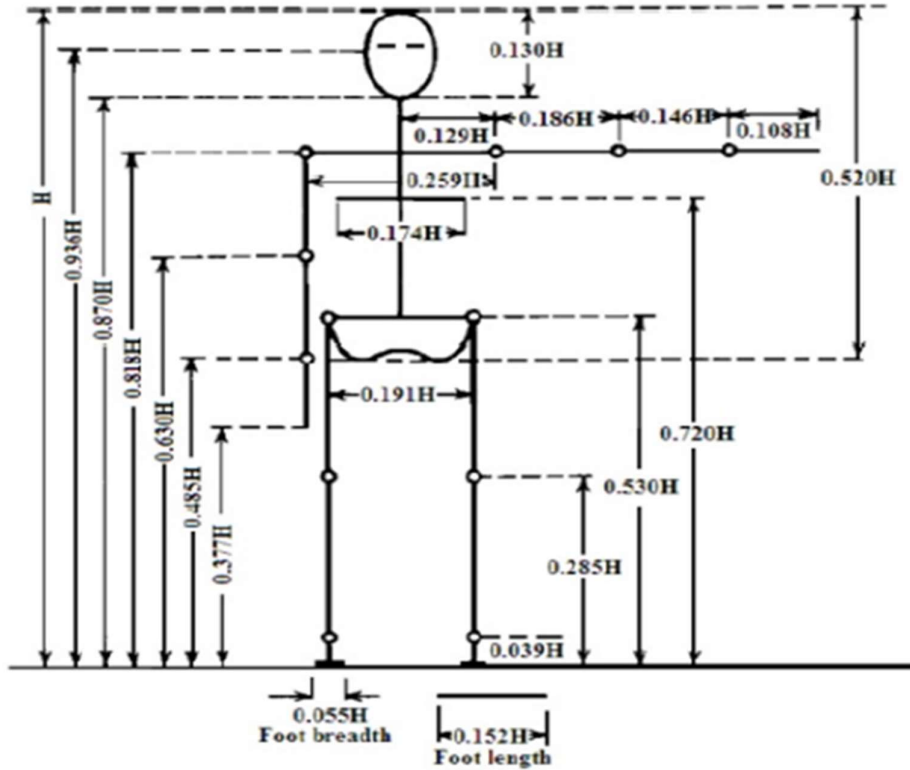 0.130H
0.186H
0.146H
0.129H
0.108H
0.259H
0.520H
H
0.936H
0.174H
0.870H
0.818H
0.191H
0.630H
0.720H
0.485H
0.530H
0.377H
0.285H
0.039H
0.055H
Foot breadth
0.152H
Foot length